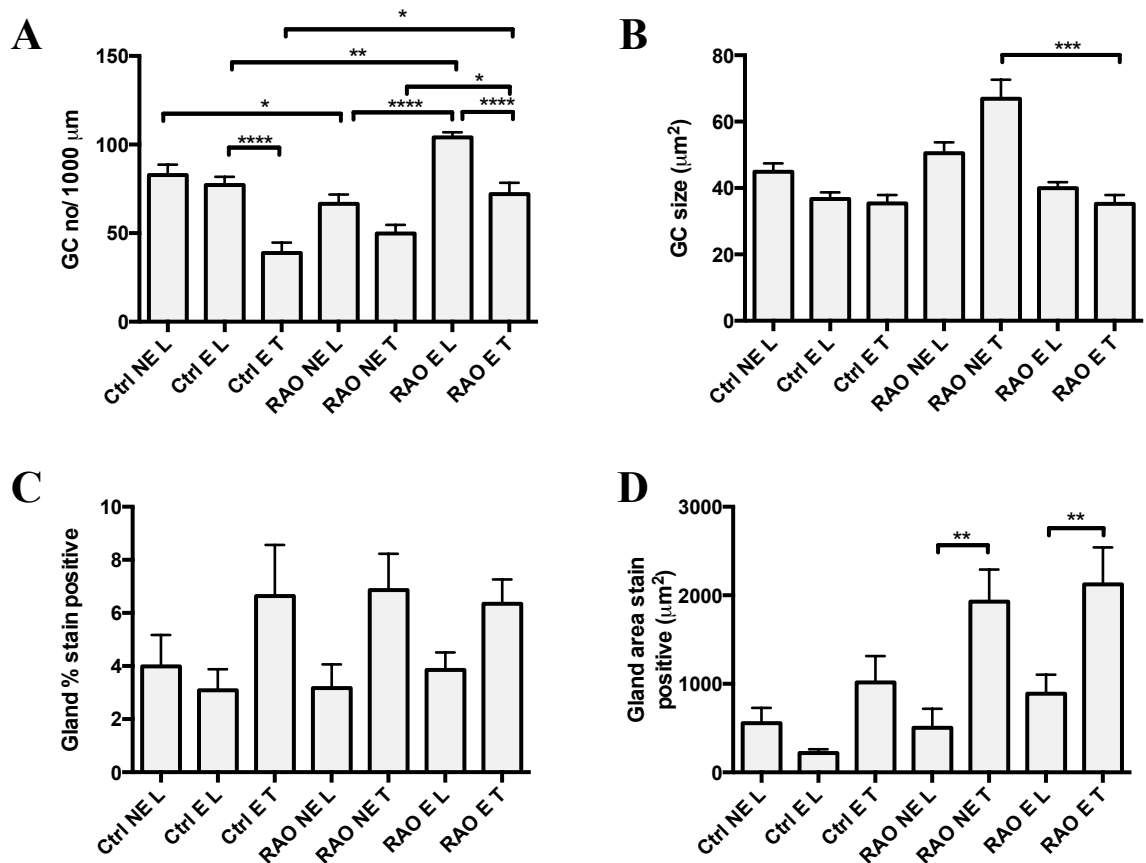 A
GC no/ 1000 μm
150
100
50
0
*
**
*
*
****
****
****
Ctrl NE L
Ctrl E L
Ctrl E T
RAO NE L
RAO NE T
RAO E L
RAO E T
B
GC size (μm²)
80
60
40
20
0
***
Ctrl NE L
Ctrl E L
Ctrl E T
RAO NE L
RAO NE T
RAO E L
RAO E T
C
Gland % stain positive
10
8
6
4
2
0
Ctrl NE L
Ctrl E L
Ctrl E T
RAO NE L
RAO NE T
RAO E L
RAO E T
D
Gland area stain
positive (μm²)
3000
2000
1000
0
**
**
Ctrl NE L
Ctrl E L
Ctrl E T
RAO NE L
RAO NE T
RAO E L
RAO E T